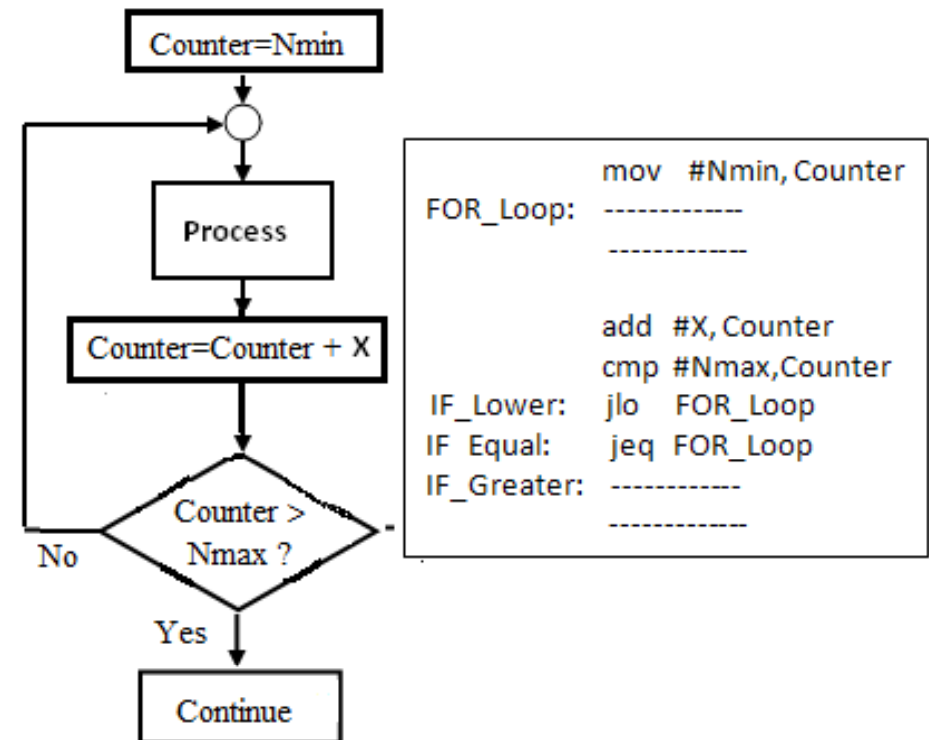 Counter=Nmin
Process
Counter=Counter + X
Counter >
Nmax ?
No
Yes
Continue
mov #Nmin, Counter
FOR_Loop: -------------
-------------
add #X, Counter
cmp #Nmax,Counter
IF_Lower: jlo FOR_Loop
IF Equal: jeq FOR_Loop
IF_Greater: ------------
-------------